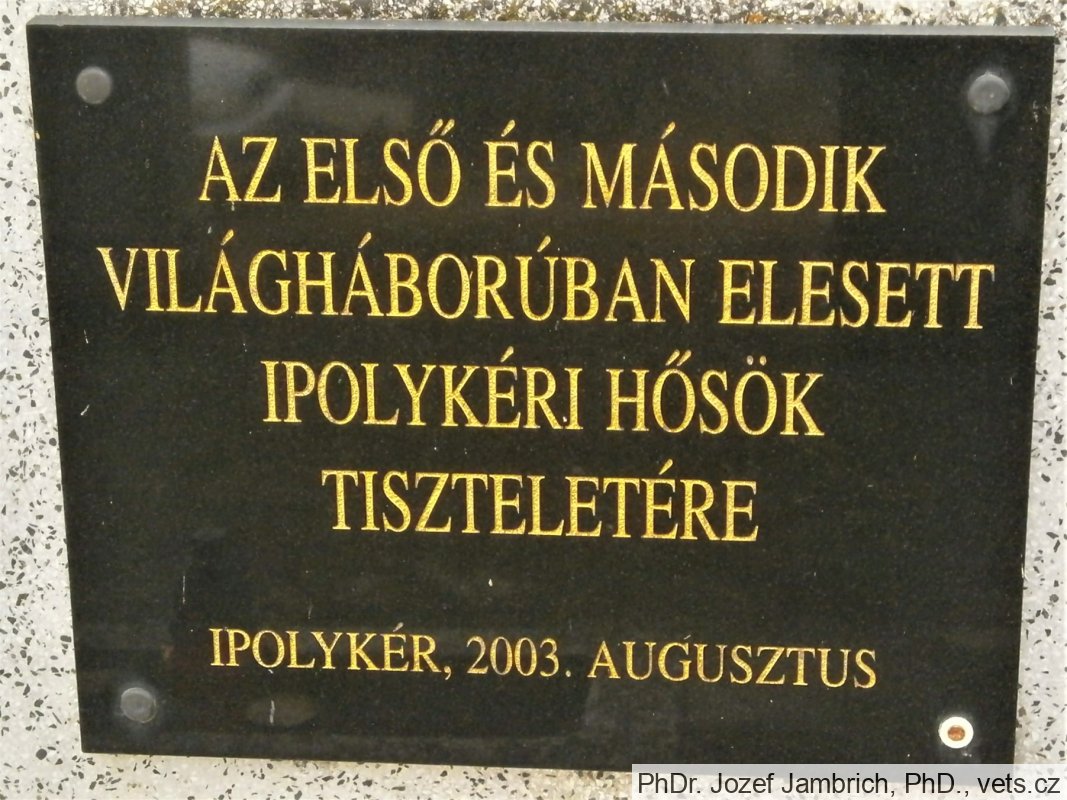 AZ ELSŐ ÉS MÁSODIK
VILÁGHÁBORÚBAN ELESETT
IPOLYKÉRI HŐSÖK
TISZTELETÉRE
IPOLYKÉR, 2003. AUGUSZTUS
PhDr. Jozef Jambrich, PhD., vets.cz